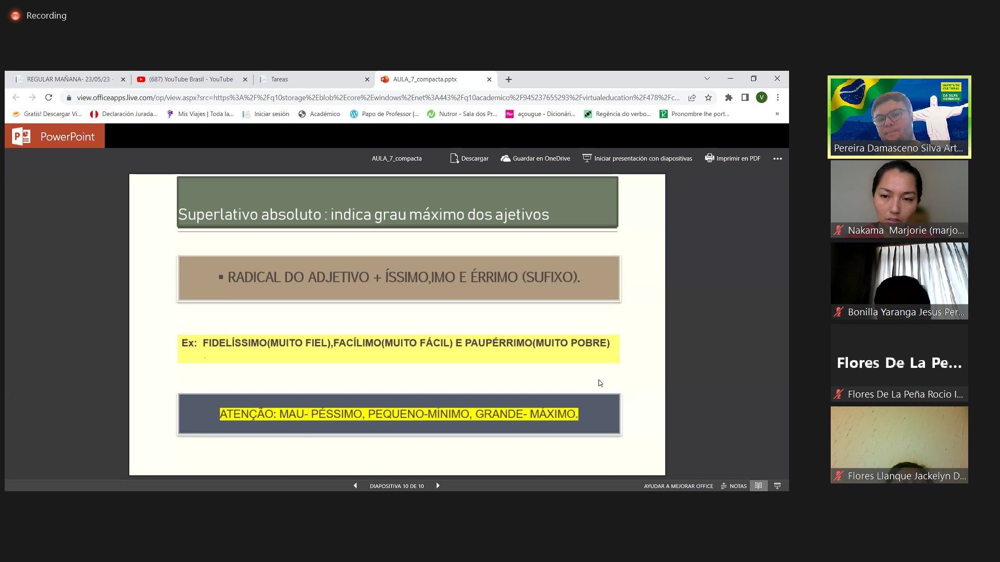 Recording
REGULAR MAÑANA- 23/05/23 -
(687) YouTube Brasil - YouTube
Tareas
AULA_7_compacta.pptx
view.officeapps.live.com/op/view.aspx?src=https%3A%2F%2Fq10storage%2Eblob%2Ecore%2Ewindows%2Enet%3A443%2Fq10academico%2F945237655293%2Fvirtualeducation%2F478%2Fc...
V
Gratis! Descargar Vi...
Declaración Jurada...
Mis Viajes | Toda la...
Iniciar sesión
Académico
Papo de Professor |...
Nutror - Sala dos Pr...
açougue - Dicionári...
Regência do verbo...
Pronombre lhe port...
»
PowerPoint
AULA_7_compacta
Descargar
Guardar en OneDrive
Iniciar presentación con diapositivas
Imprimir en PDF
Superlativo absoluto : indica grau máximo dos ajetivos
▪ RADICAL DO ADJETIVO + ÍSSIMO,IMO E ÉRRIMO (SUFIXO).
Ex: FIDELÍSSIMO(MUITO FIEL),FACÍLIMO(MUITO FÁCIL) E PAUPÉRRIMO(MUITO POBRE)
.
ATENÇÃO: MAU- PÉSSIMO, PEQUENO-MÍNIMO, GRANDE- MÁXIMO.
DIAPOSITIVA 10 DE 10
AYUDAR A MEJORAR OFFICE
NOTAS
INSTITUTO
CULTURAL
DA SILVA
CORDEIRO
Pereira Damasceno Silva Art...
Nakama Marjorie (marjo...
Bonilla Yaranga Jesus Per...
Flores De La Pe...
Flores De La Peña Rocio I...
Flores Llanque Jackelyn D...